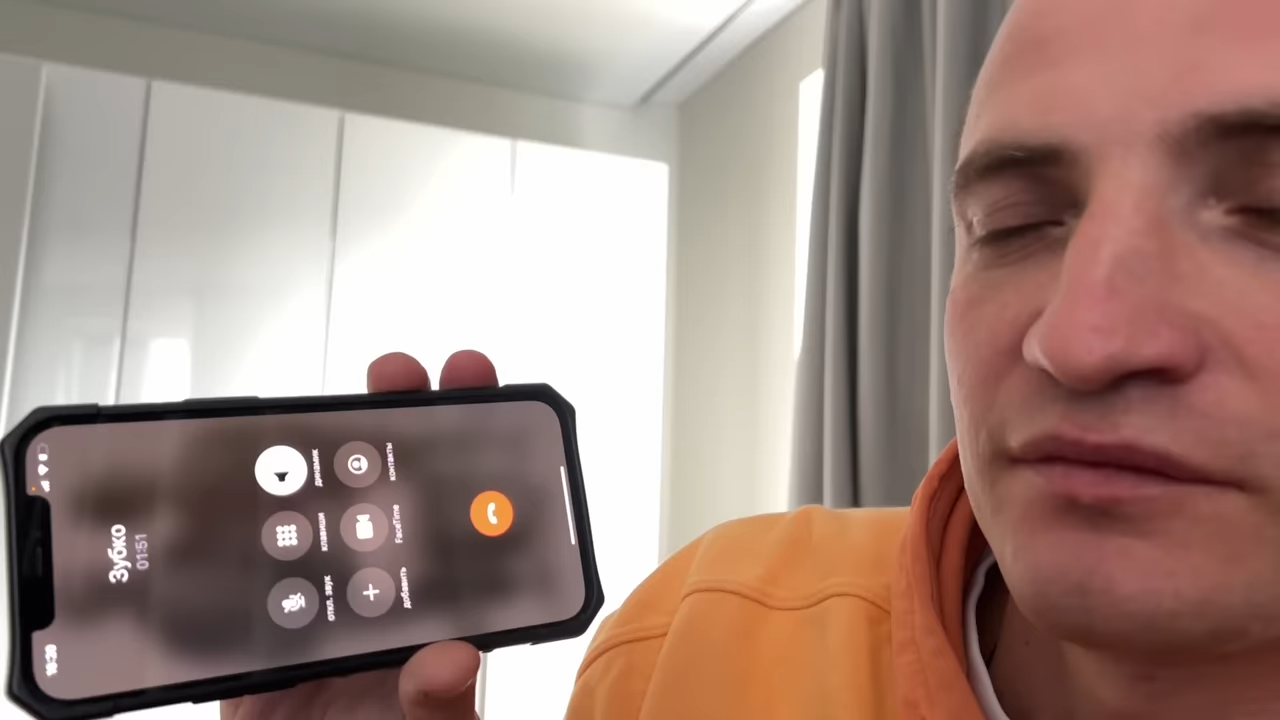 Зубко
01:51
откл. звук клавиши динамик
добавить FaceTime контакты